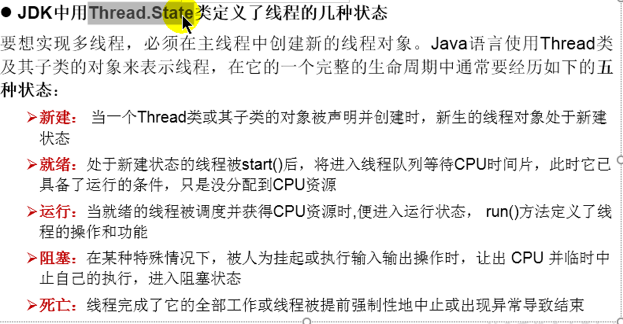 ● JDK中用Thread.State类定义了线程的几种状态
要想实现多线程，必须在主线程中创建新的线程对象。Java语言使用Thread类
及其子类的对象来表示线程，在它的一个完整的生命周期中通常要经历如下的五
种状态：
➢新建： 当一个Thread类或其子类的对象被声明并创建时，新生的线程对象处于新建
状态
➢就绪：处于新建状态的线程被start()后，将进入线程队列等待CPU时间片，此时它已
具备了运行的条件，只是没分配到CPU资源
➢运行：当就绪的线程被调度并获得CPU资源时,便进入运行状态， run()方法定义了线
程的操作和功能
➢阻塞：在某种特殊情况下，被人为挂起或执行输入输出操作时，让出 CPU 并临时中
止自己的执行，进入阻塞状态
➢死亡：线程完成了它的全部工作或线程被提前强制性地中止或出现异常导致结束